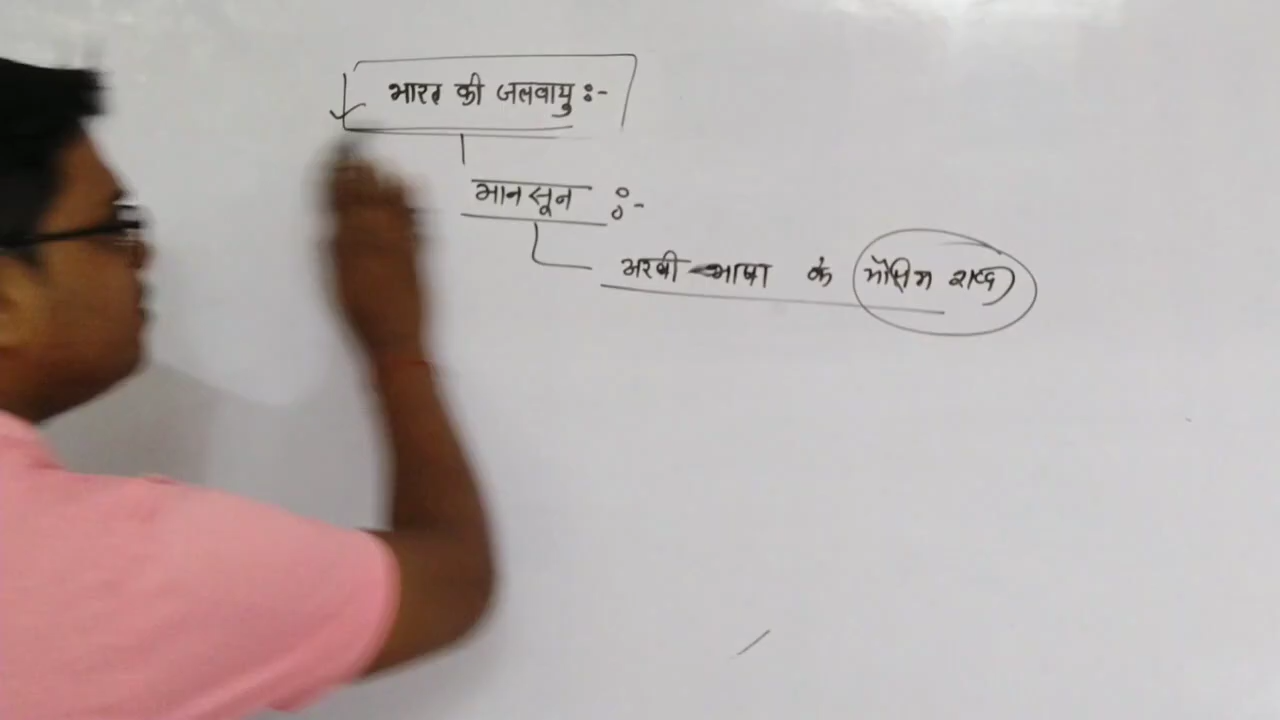 भारत की जलवायु :-
मानसून :-
अरबी भाषा के मौसिम शब्द